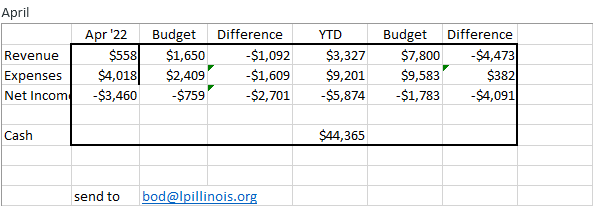 April
Apr '22 Budget Difference YTD Budget Difference
Revenue $558 $1,650 -$1,092 $3,327 $7,800 -$4,473
Expenses $4,018 $2,409 -$1,609 $9,201 $9,583 $382
Net Incom -$3,460 -$759 -$2,701 -$5,874 -$1,783 -$4,091
Cash $44,365
send to bod@lpillinois.org